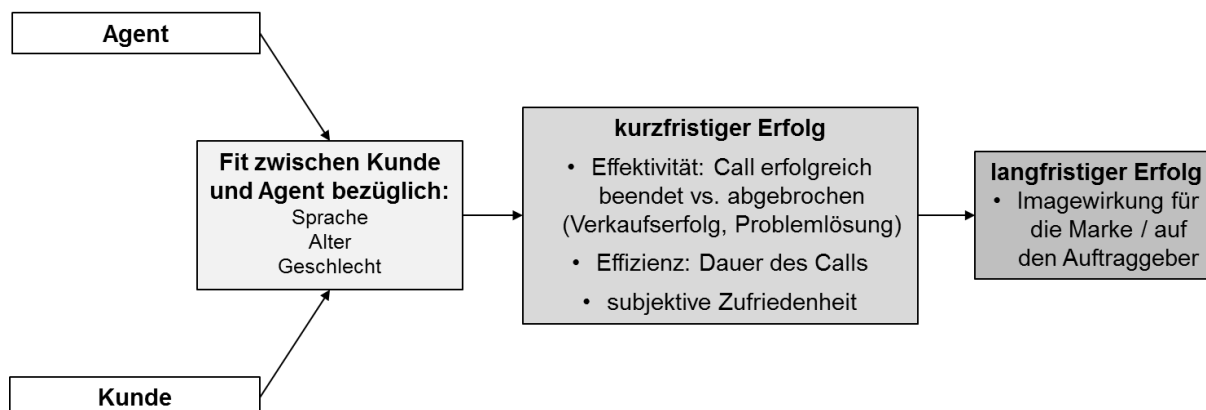 Agent
Fit zwischen Kunde
und Agent bezüglich:
Sprache
Alter
Geschlecht
Kunde
kurzfristiger Erfolg
• Effektivität: Call erfolgreich
beendet vs. abgebrochen
(Verkaufserfolg, Problemlösung)
• Effizienz: Dauer des Calls
• subjektive Zufriedenheit
langfristiger Erfolg
• Imagewirkung für
die Marke / auf
den Auftraggeber